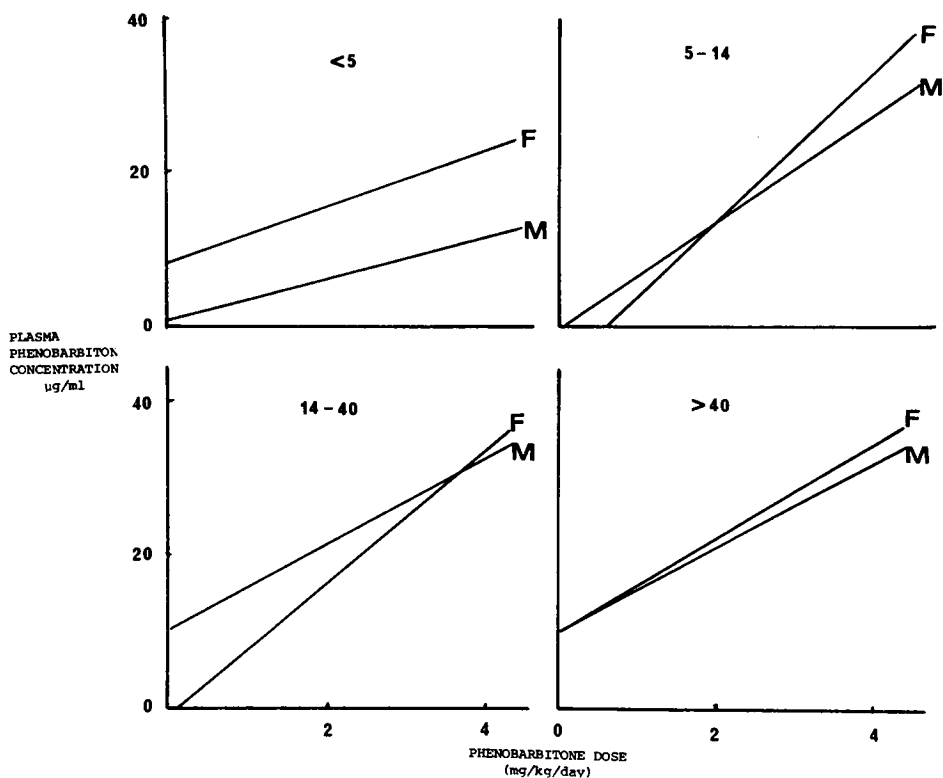 40
<5
F
M
20
0
5-14
F
M
PLASMA
PHENOBARBITON
CONCENTRATION
µg/ml
40
14-40
F
M
20
0
2
4
>40
F
M
0
2
4
PHENOBARBITONE DOSE
(mg/kg/day)